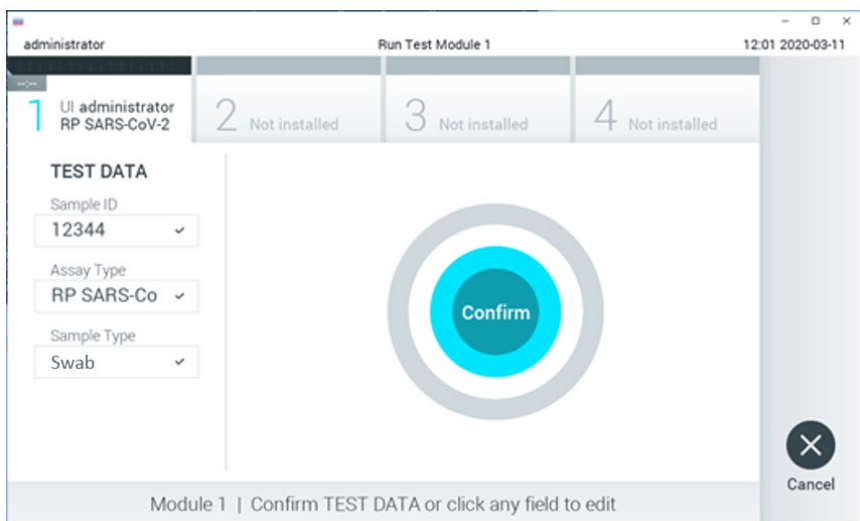 administrator Run Test Module 1 12:01 2020-03-11
--:--
1 UI administrator
RP SARS-CoV-2
2 Not installed
3 Not installed
4 Not installed
TEST DATA
Sample ID
12344
Assay Type
RP SARS-Co
Sample Type
Swab
Confirm
Cancel
Module 1 | Confirm TEST DATA or click any field to edit